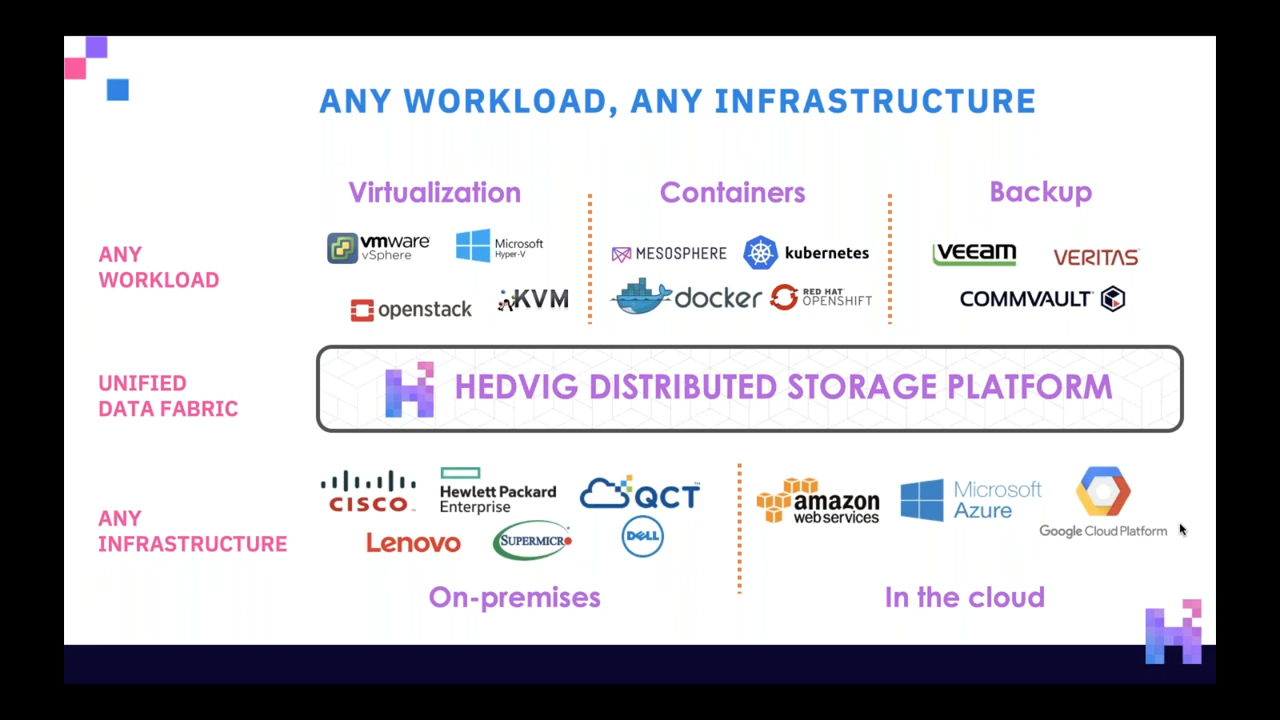 ANY WORKLOAD, ANY INFRASTRUCTURE
Virtualization
Containers
Backup
ANY
WORKLOAD
vmware
vSphere
Microsoft
Hyper-V
openstack
KVM
MESOSPHERE
kubernetes
docker
RED HAT
OPENSHIFT
veeam
VERITAS
COMMVAULT
UNIFIED
DATA FABRIC
HEDVIG DISTRIBUTED STORAGE PLATFORM
ANY
INFRASTRUCTURE
CISCO
Hewlett Packard
Enterprise
QCT
Lenovo
SUPERMICRO
DELL
amazon
web services
Microsoft
Azure
Google Cloud Platform
On-premises
In the cloud